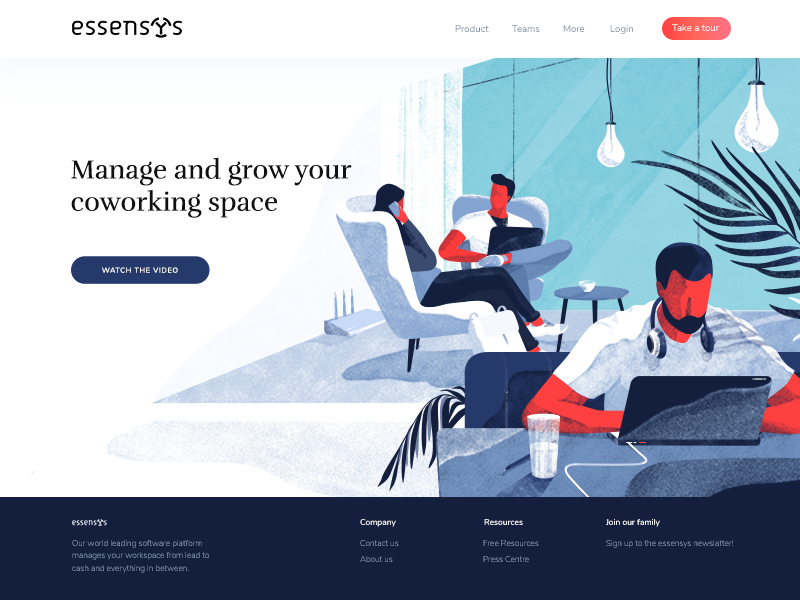 essensys
Product Teams More Login Take a tour
Manage and grow your
coworking space
WATCH THE VIDEO
essensys
Our world leading software platform
manages your workspace from lead to
cash and everything in between.
Company
Contact us
About us
Resources
Free Resources
Press Centre
Join our family
Sign up to the essensys newslatter!